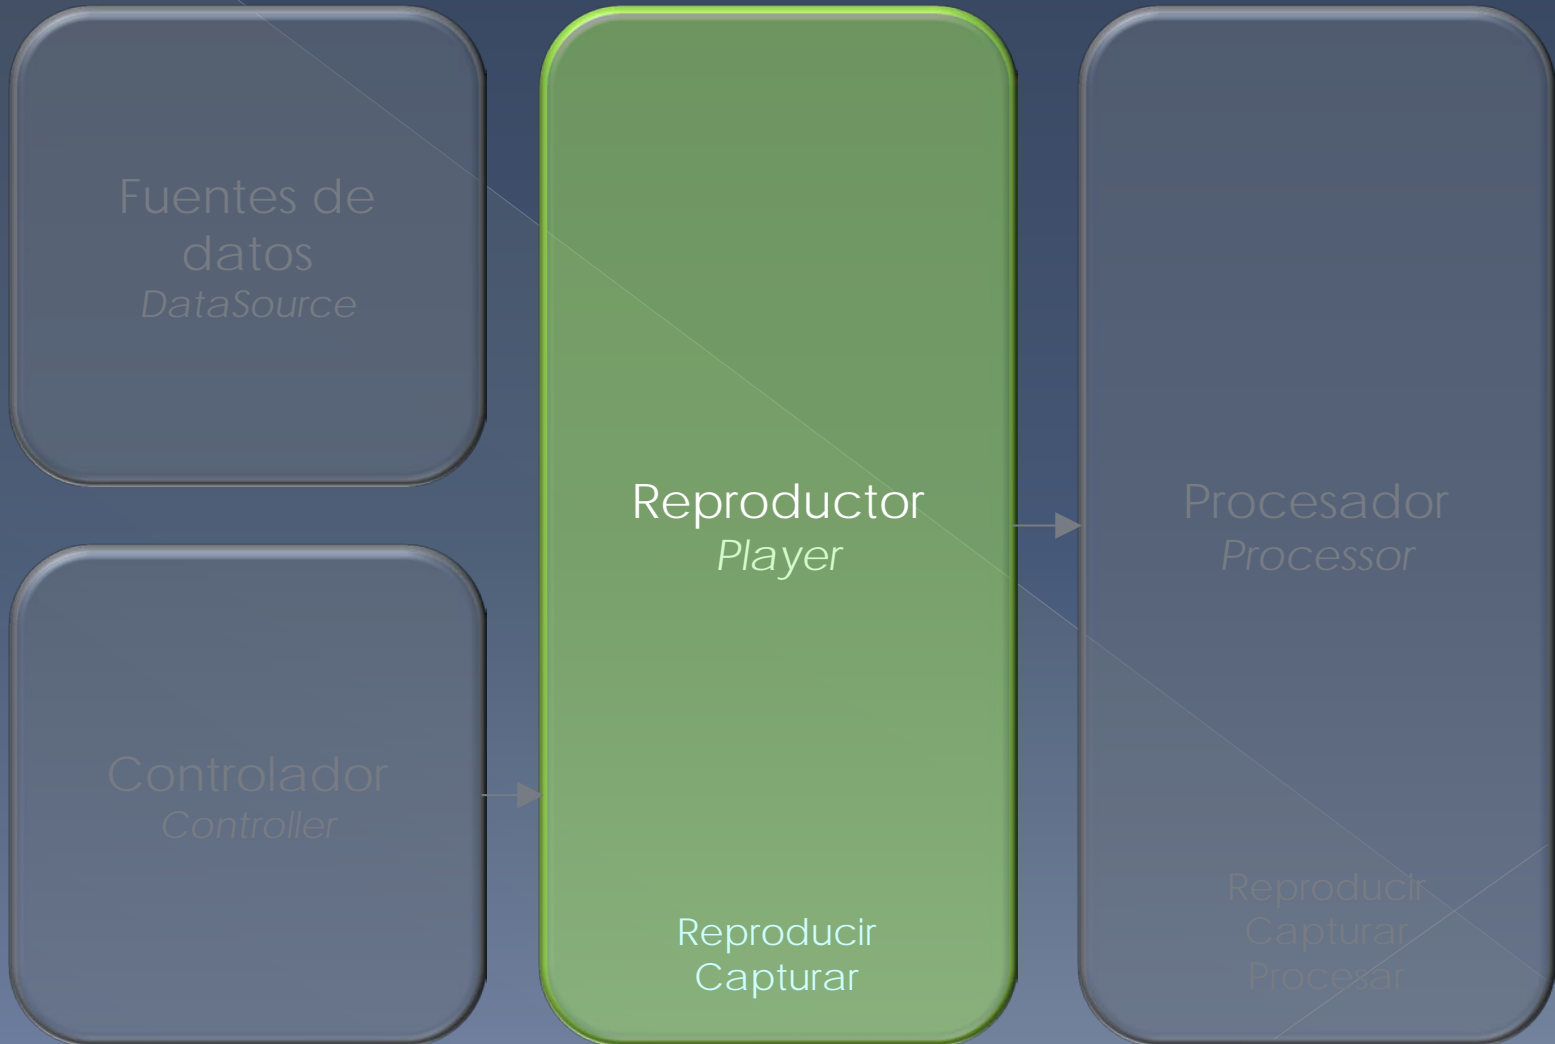 Fuentes de
datos
DataSource
Controlador
Controller
Reproductor
Player
Reproducir
Capturar
Procesador
Processor
Reproducir
Capturar
Procesar